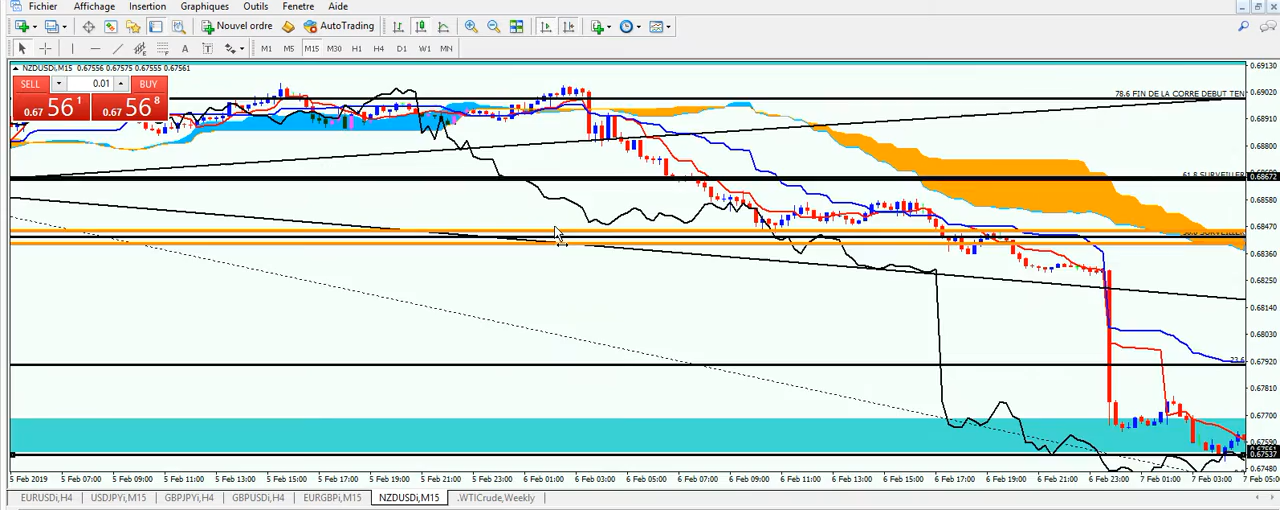 Fichier Affichage Insertion Graphiques Outils Fenetre Aide
Nouvel ordre AutoTrading
A T M1 M5 M15 M30 H1 H4 D1 W1 MN
NZDUSDi,M15 0.67556 0.67575 0.67555 0.67561
SELL 0.01 BUY
0.67 56 1 0.67 56 8
0.69130
0.69020
78.6 FIN DE LA CORRE DEBUT TEN
0.68910
0.68800
61.8 SURVEILLER
0.68672
0.68580
0.68470
0.68360
0.68250
0.68140
0.68030
0.67920
23.6
0.67810
0.67700
0.67590
0.67537
0.67480
5 Feb 2019 5 Feb 07:00 5 Feb 09:00 5 Feb 11:00 5 Feb 13:00 5 Feb 15:00 5 Feb 17:00 5 Feb 19:00 5 Feb 21:00 5 Feb 23:00 6 Feb 01:00 6 Feb 03:00 6 Feb 05:00 6 Feb 07:00 6 Feb 09:00 6 Feb 11:00 6 Feb 13:00 6 Feb 15:00 6 Feb 17:00 6 Feb 19:00 6 Feb 21:00 6 Feb 23:00 7 Feb 01:00 7 Feb 03:00 7 Feb 05:00
EURUSDi,H4 USDJPYi,M15 GBPJPYi,H4 GBPUSDi,H4 EURGBPi,M15 NZDUSDi,M15 .WTICrude,Weekly